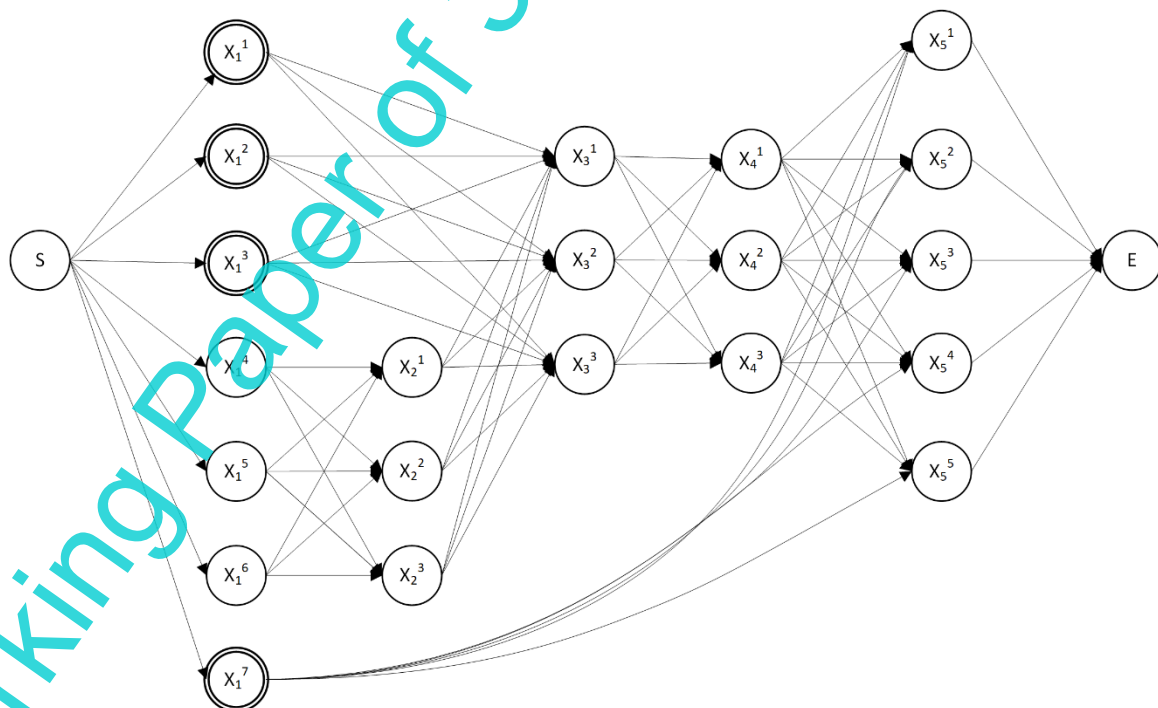 X₁¹
X₁²
X₁³
X₁⁴
X₁⁵
X₁⁶
X₁⁷
S
X₂¹
X₂²
X₂³
X₃¹
X₃²
X₃³
X₄¹
X₄²
X₄³
X₅¹
X₅²
X₅³
X₅⁴
X₅⁵
E
Paper of